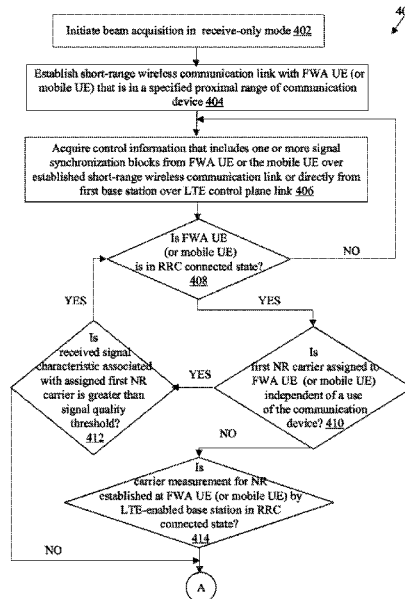 40
Initiate beam acquisition in receive-only mode 402
Establish short-range wireless communication link with FWA UE (or
mobile UE) that is in a specified proximal range of communication
device 404
Acquire control information that includes one or more signal
synchronization blocks from FWA UE or the mobile UE over
established short-range wireless communication link or directly from
first base station over LTE control plane link 406
Is FWA UE
(or mobile UE)
is in RRC connected state?
408
NO
YES
YES
Is
received signal
characteristic associated
with assigned first NR
carrier is greater than
signal quality
threshold?
412
YES
Is
first NR carrier assigned to
FWA UE (or mobile UE)
independent of a use
of the communication
device? 410
NO
Is
carrier measurement for NR
established at FWA UE (or mobile UE) by
LTE-enabled base station in RRC
connected state?
414
NO
A